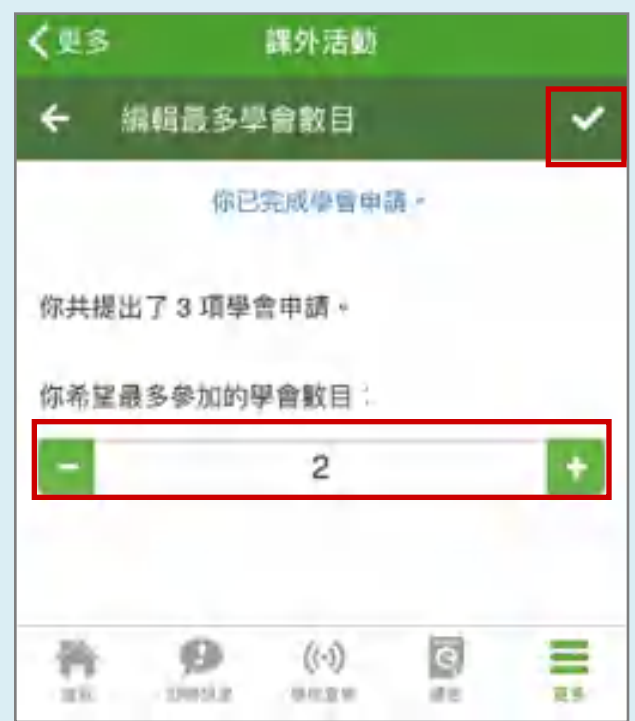 更多 課外活動
編輯最多學會數目
你已完成學會申請。
你共提出了 3 項學會申請。
你希望最多參加的學會數目：
2
更多